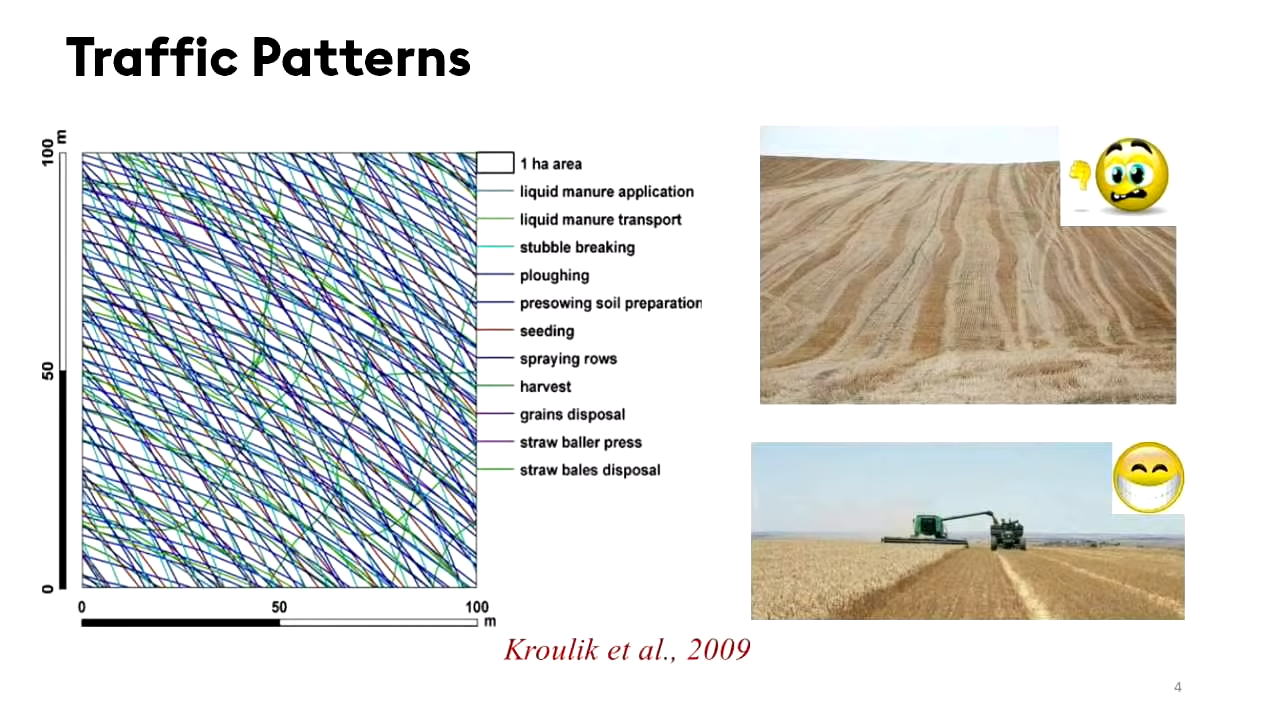 Traffic Patterns
100 m
50
0
0 50 100
m
1 ha area
liquid manure application
liquid manure transport
stubble breaking
ploughing
presowing soil preparation
seeding
spraying rows
harvest
grains disposal
straw baller press
straw bales disposal
Kroulik et al., 2009
4